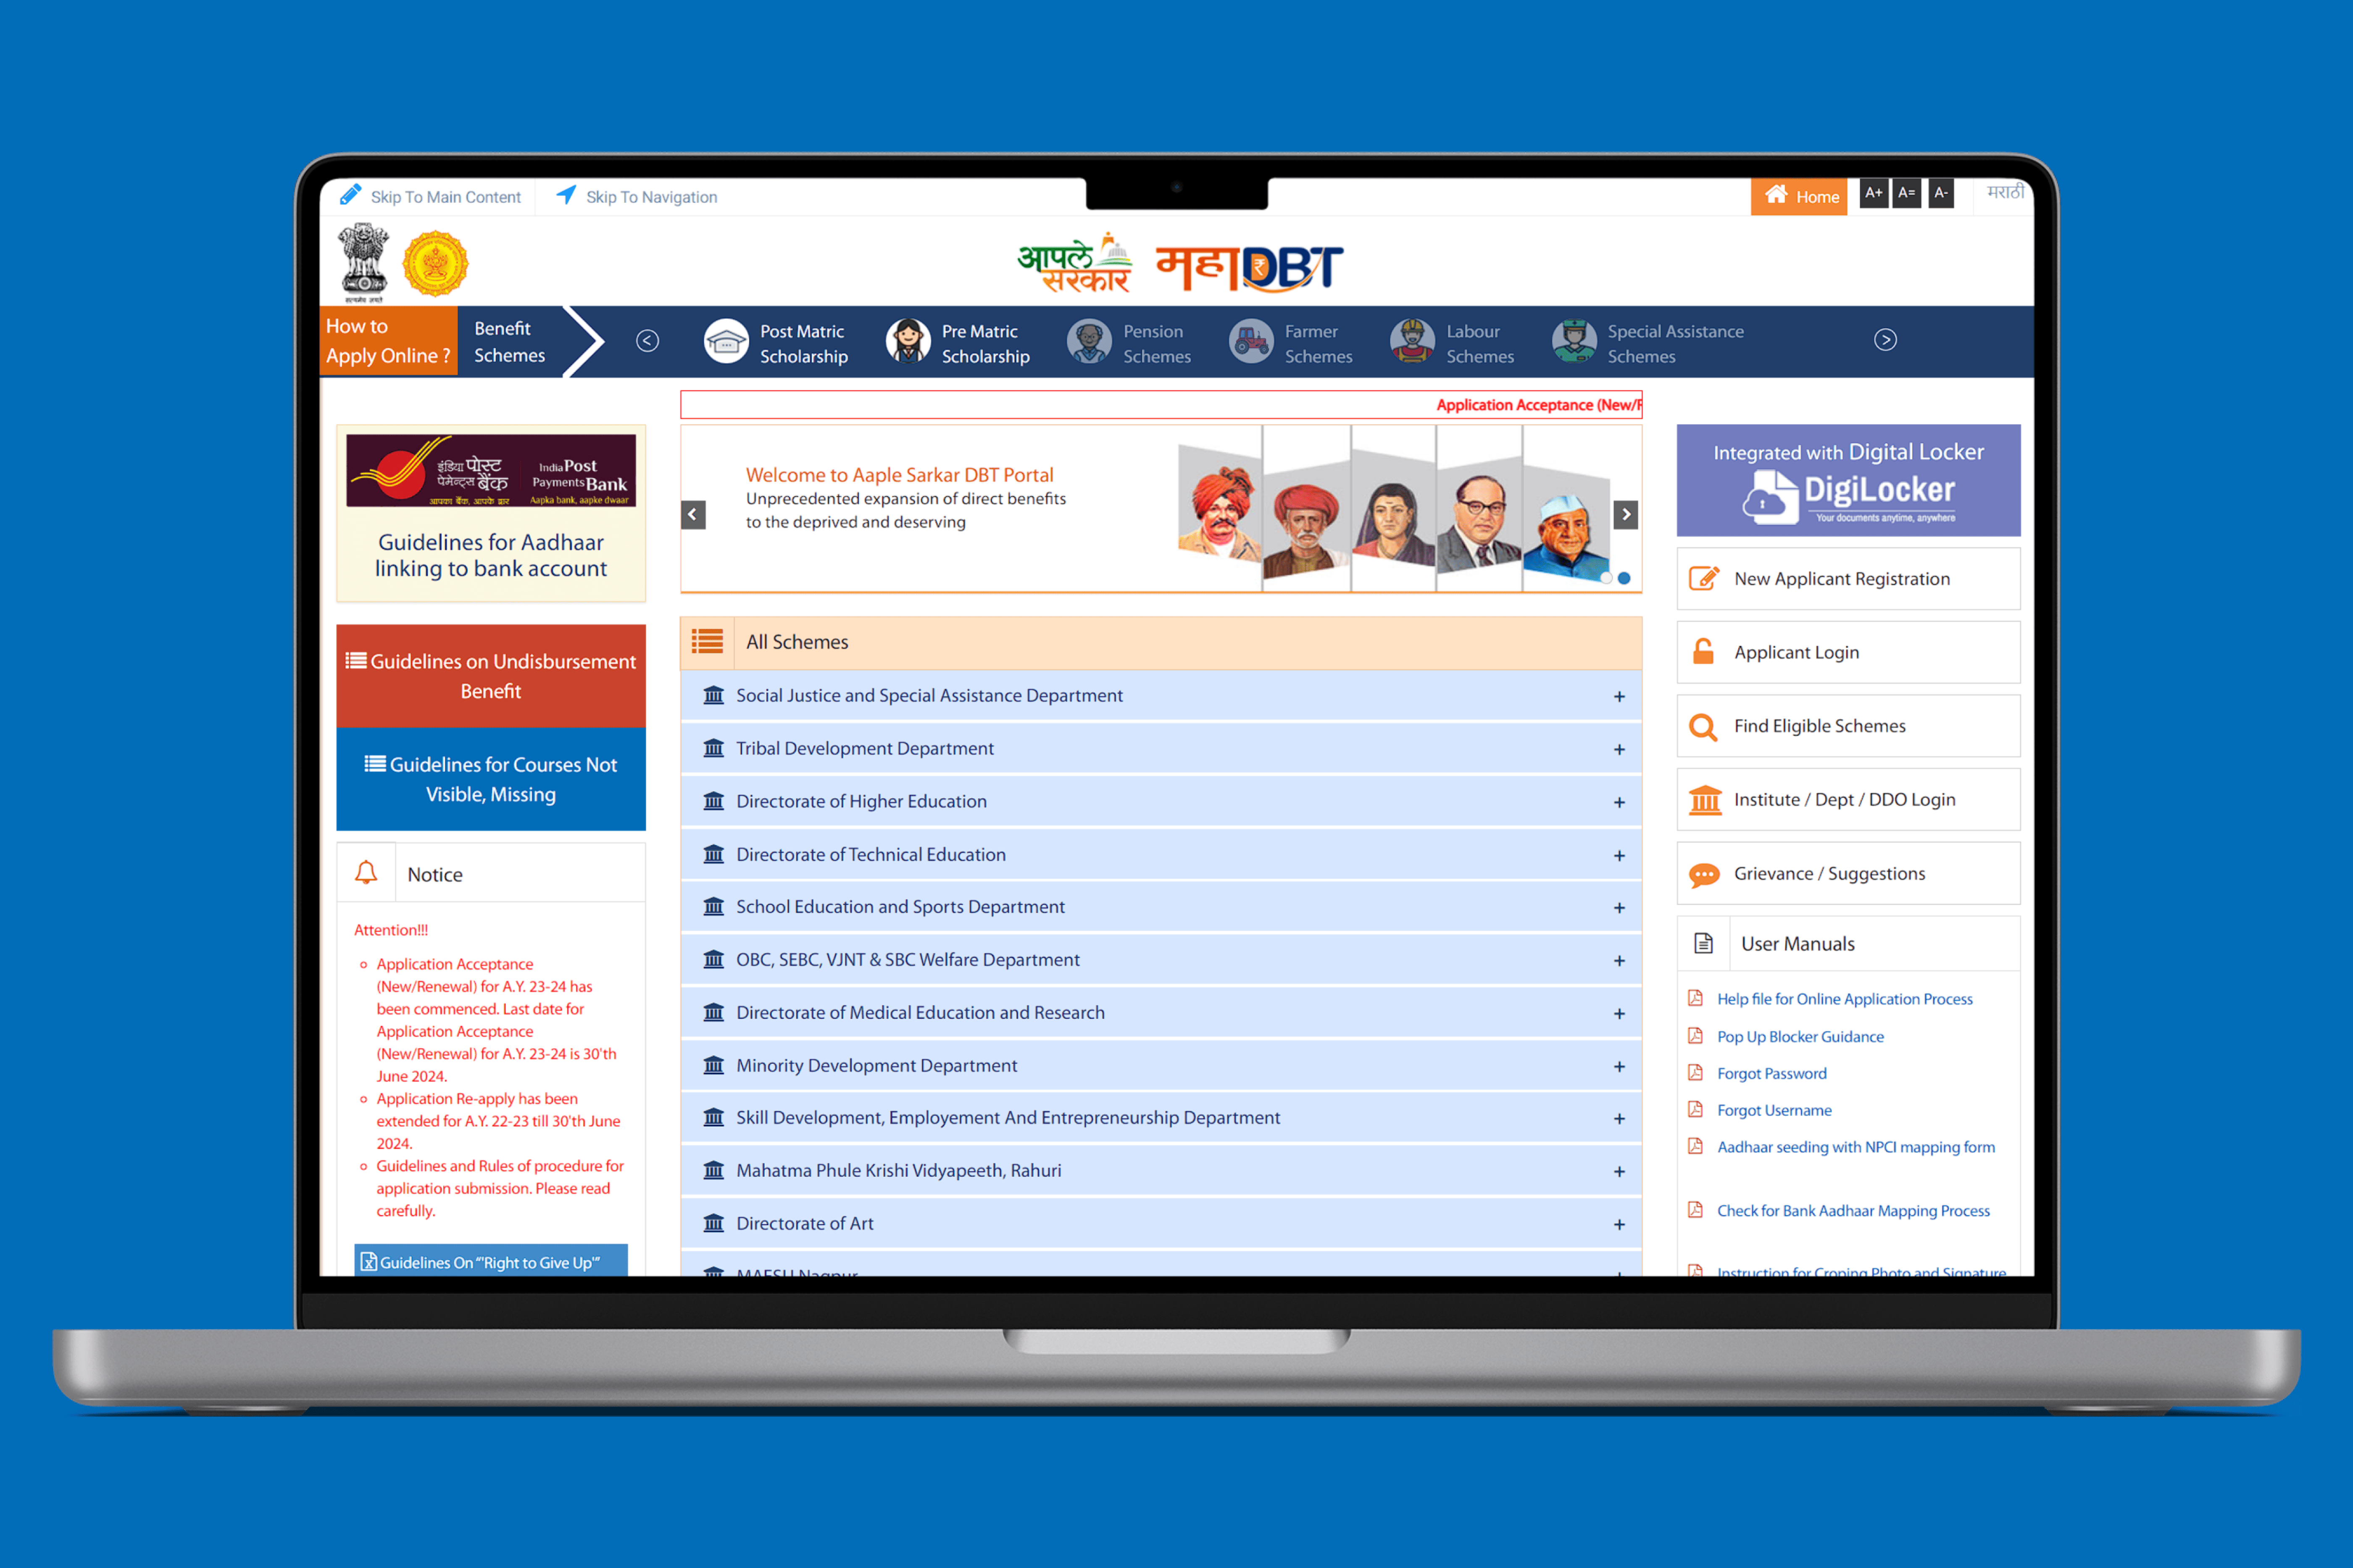 Skip To Main Content
Skip To Navigation
Home
A+
A=
A-
मराठी
सत्यमेव जयते
आपले
सरकार
महाDBT
How to
Apply Online ?
Benefit
Schemes
Post Matric
Scholarship
Pre Matric
Scholarship
Pension
Schemes
Farmer
Schemes
Labour
Schemes
Special Assistance
Schemes
इंडिया पोस्ट
पेमेन्ट्स बैंक
आपका बैंक, आपके द्वार
India Post
Payments Bank
Aapka bank, aapke dwaar
Guidelines for Aadhaar
linking to bank account
Guidelines on Undisbursement
Benefit
Guidelines for Courses Not
Visible, Missing
Notice
Attention!!!
Application Acceptance
(New/Renewal) for A.Y. 23-24 has
been commenced. Last date for
Application Acceptance
(New/Renewal) for A.Y. 23-24 is 30'th
June 2024.
Application Re-apply has been
extended for A.Y. 22-23 till 30'th June
2024.
Guidelines and Rules of procedure for
application submission. Please read
carefully.
Guidelines On "'Right to Give Up'"
Application Acceptance (New/
Welcome to Aaple Sarkar DBT Portal
Unprecedented expansion of direct benefits
to the deprived and deserving
All Schemes
Social Justice and Special Assistance Department +
Tribal Development Department +
Directorate of Higher Education +
Directorate of Technical Education +
School Education and Sports Department +
OBC, SEBC, VJNT & SBC Welfare Department +
Directorate of Medical Education and Research +
Minority Development Department +
Skill Development, Employement And Entrepreneurship Department +
Mahatma Phule Krishi Vidyapeeth, Rahuri +
Directorate of Art +
MAFSU Nagpur
Integrated with Digital Locker
DigiLocker
Your documents anytime, anywhere
New Applicant Registration
Applicant Login
Find Eligible Schemes
Institute / Dept / DDO Login
Grievance / Suggestions
User Manuals
Help file for Online Application Process
Pop Up Blocker Guidance
Forgot Password
Forgot Username
Aadhaar seeding with NPCI mapping form
Check for Bank Aadhaar Mapping Process
Instruction for Croping Photo and Signature